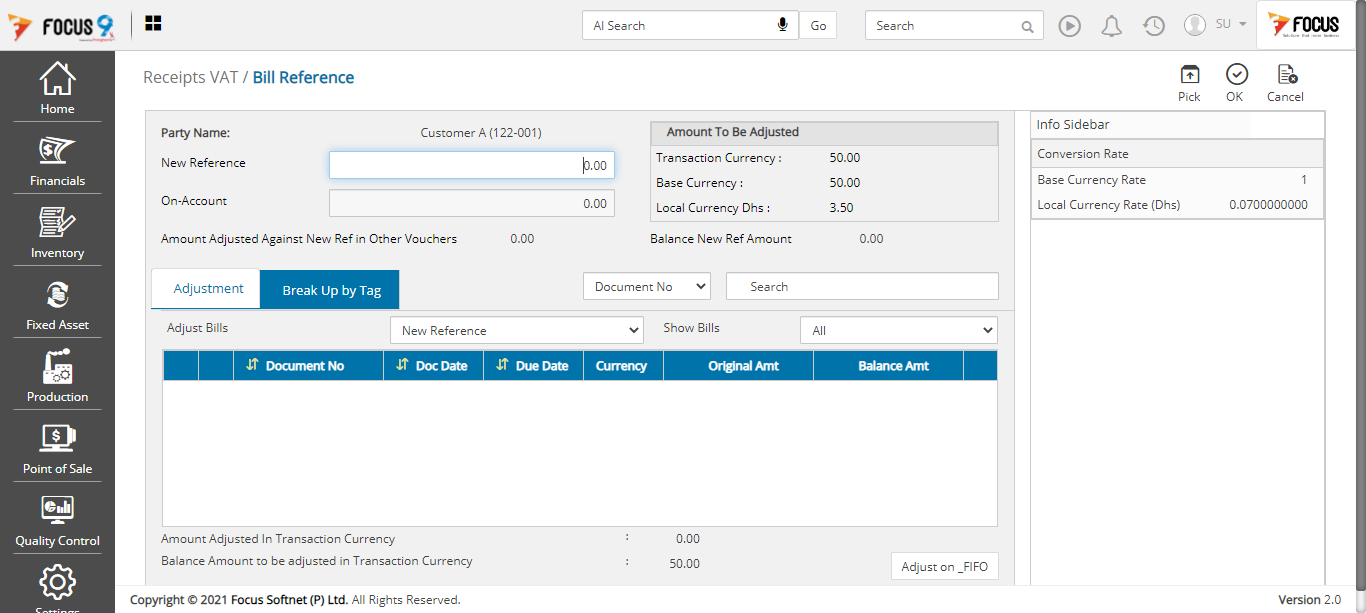 FOCUS 9
AI Search
Go
Search
SU
FOCUS
Home
Financials
Inventory
Fixed Asset
Production
Point of Sale
Quality Control
Settings
Receipts VAT / Bill Reference
Pick
OK
Cancel
Party Name:
Customer A (122-001)
New Reference
0.00
On-Account
0.00
Amount To Be Adjusted
Transaction Currency :
50.00
Base Currency :
50.00
Local Currency Dhs :
3.50
Amount Adjusted Against New Ref in Other Vouchers
0.00
Balance New Ref Amount
0.00
Info Sidebar
Conversion Rate
Base Currency Rate
1
Local Currency Rate (Dhs)
0.0700000000
Adjustment
Break Up by Tag
Document No
Search
Adjust Bills
New Reference
Show Bills
All
Document No
Doc Date
Due Date
Currency
Original Amt
Balance Amt
Amount Adjusted In Transaction Currency : 0.00
Balance Amount to be adjusted in Transaction Currency : 50.00
Adjust on _FIFO
Copyright © 2021 Focus Softnet (P) Ltd. All Rights Reserved.
Version 2.0